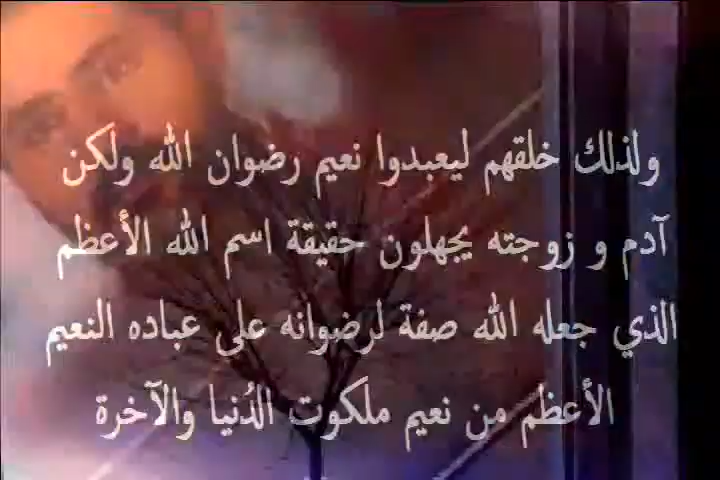 ولذلك خلقهم ليعبدوا نعيم رضوان الله ولكن
آدم و زوجته يجهلون حقيقة اسم الله الأعظم
الذي جعله الله صفة لرضوانه على عباده النعيم
الأعظم من نعيم ملكوت الدُنيا والآخرة